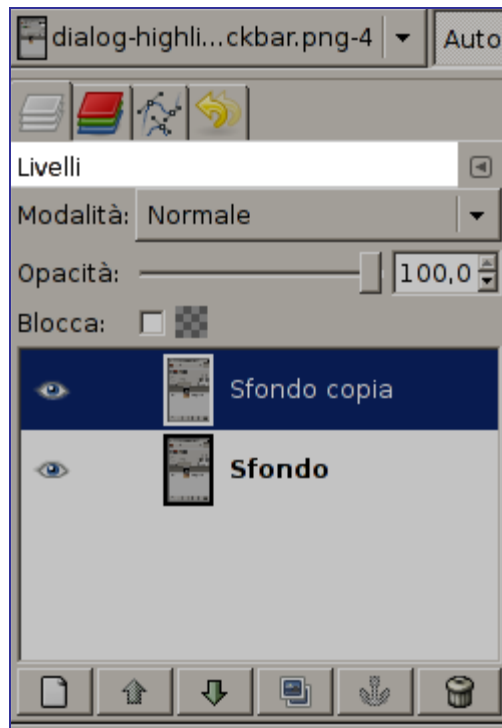 dialog-highli...ckbar.png-4 Auto
Livelli
Modalità: Normale
Opacità: 100,0
Blocca:
Sfondo copia
Sfondo